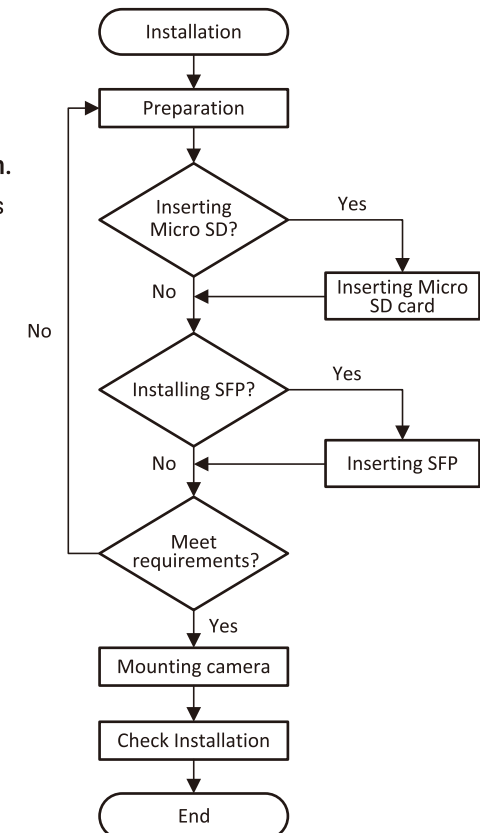 Installation
Preparation
n.
s
Inserting
Micro SD?
Yes
Inserting Micro
SD card
No
No
Installing SFP?
Yes
No
Inserting SFP
Meet
requirements?
Yes
Mounting camera
Check Installation
End